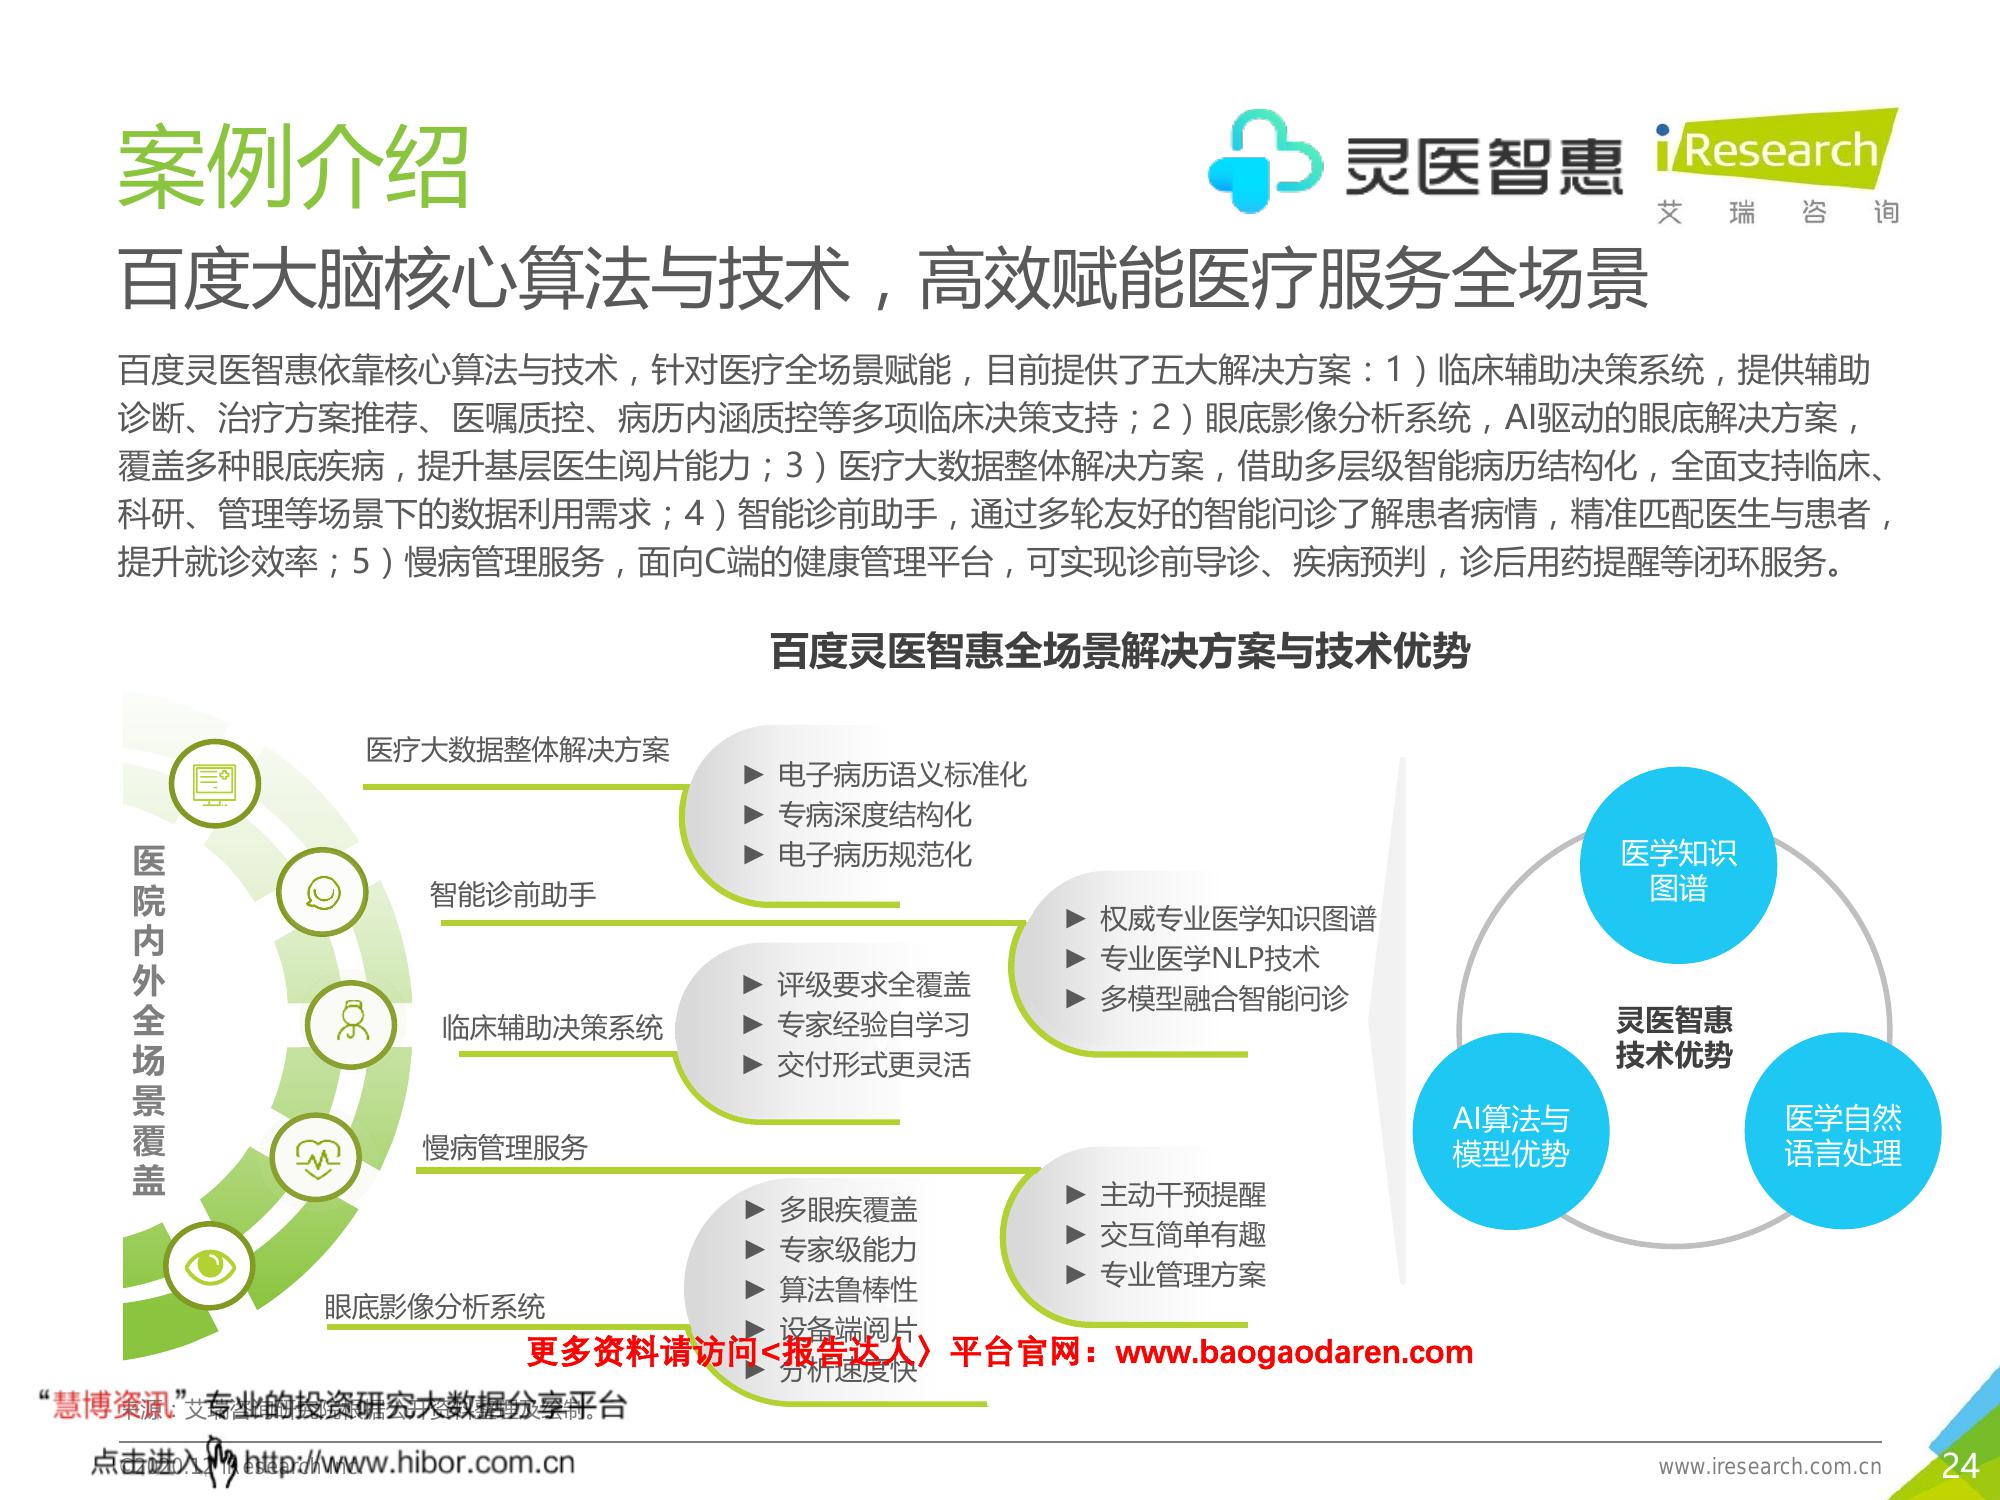 案例介绍
灵医智惠
iResearch
艾瑞咨询
百度大脑核心算法与技术，高效赋能医疗服务全场景
百度灵医智惠依靠核心算法与技术，针对医疗全场景赋能，目前提供了五大解决方案：1）临床辅助决策系统，提供辅助
诊断、治疗方案推荐、医嘱质控、病历内涵质控等多项临床决策支持；2）眼底影像分析系统，AI驱动的眼底解决方案，
覆盖多种眼底疾病，提升基层医生阅片能力；3）医疗大数据整体解决方案，借助多层级智能病历结构化，全面支持临床、
科研、管理等场景下的数据利用需求；4）智能诊前助手，通过多轮友好的智能问诊了解患者病情，精准匹配医生与患者，
提升就诊效率；5）慢病管理服务，面向C端的健康管理平台，可实现诊前导诊、疾病预判，诊后用药提醒等闭环服务。
百度灵医智惠全场景解决方案与技术优势
医院内外全场景覆盖
医疗大数据整体解决方案
► 电子病历语义标准化
► 专病深度结构化
► 电子病历规范化
智能诊前助手
► 权威专业医学知识图谱
► 专业医学NLP技术
► 多模型融合智能问诊
临床辅助决策系统
► 评级要求全覆盖
► 专家经验自学习
► 交付形式更灵活
慢病管理服务
► 主动干预提醒
► 交互简单有趣
► 专业管理方案
眼底影像分析系统
► 多眼疾覆盖
► 专家级能力
► 算法鲁棒性
► 设备端阅片
► 分析速度快
医学知识
图谱
灵医智惠
技术优势
AI算法与
模型优势
医学自然
语言处理
更多资料请访问<报告达人〉平台官网：www.baogaodaren.com
“慧博资讯”专业的投资研究大数据分享平台
来源：艾瑞咨询研究院根据公开资料整理及绘制。
点击进入 http://www.hibor.com.cn
©2020.12 iResearch Inc.
www.iresearch.com.cn
24